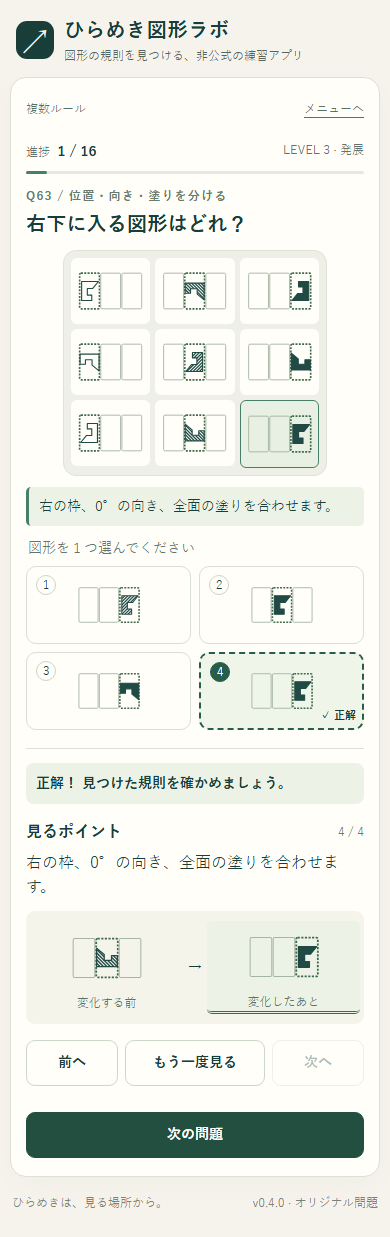 ひらめき図形ラボ
図形の規則を見つける、非公式の練習アプリ
複数ルール
メニューへ
進捗 1 / 16
LEVEL 3・発展
Q63 / 位置・向き・塗りを分ける
右下に入る図形はどれ？
右の枠、0°の向き、全面の塗りを合わせます。
図形を1つ選んでください
1
2
3
4
✓ 正解
正解！ 見つけた規則を確かめましょう。
見るポイント
4 / 4
右の枠、0°の向き、全面の塗りを合わせま
す。
→
変化する前
変化したあと
前へ
もう一度見る
次へ
次の問題
ひらめきは、見る場所から。
v0.4.0・オリジナル問題